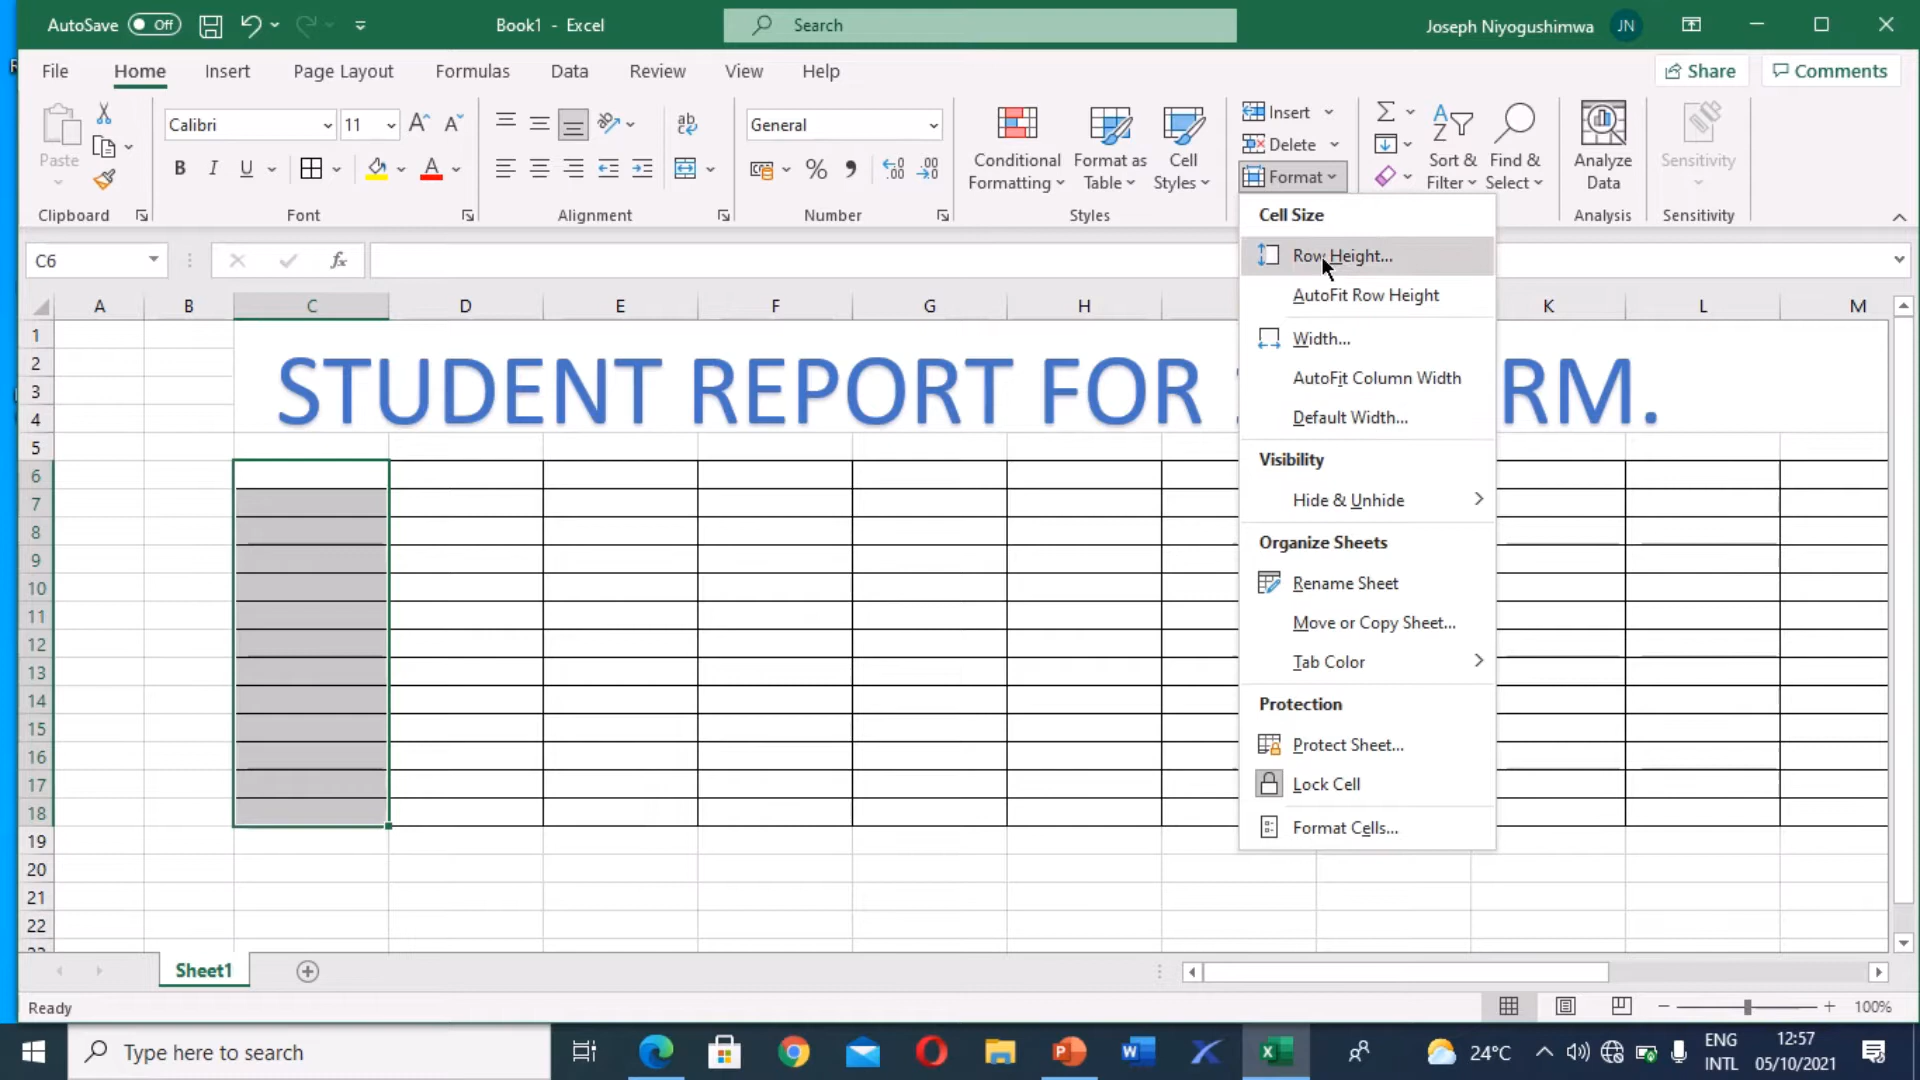 AutoSave Off Book1 - Excel Search Joseph Niyogushimwa JN
File Home Insert Page Layout Formulas Data Review View Help Share Comments
Paste
Clipboard
Calibri 11
B I U A
Font
ab
Alignment
General
% , .00
Number
Conditional Formatting
Format as Table
Cell Styles
Styles
Insert
Delete
Format
Sort & Filter
Find & Select
Analyze Data
Analysis
Sensitivity
Sensitivity
C6 fx
A B C D E F G H K L M
1
2
3
4
STUDENT REPORT FOR RM.
5
6
7
8
9
10
11
12
13
14
15
16
17
18
19
20
21
22
Cell Size
Row Height...
AutoFit Row Height
Width...
AutoFit Column Width
Default Width...
Visibility
Hide & Unhide
Organize Sheets
Rename Sheet
Move or Copy Sheet...
Tab Color
Protection
Protect Sheet...
Lock Cell
Format Cells...
Sheet1
Ready 100%
Type here to search
24°C
ENG
INTL
12:57
05/10/2021